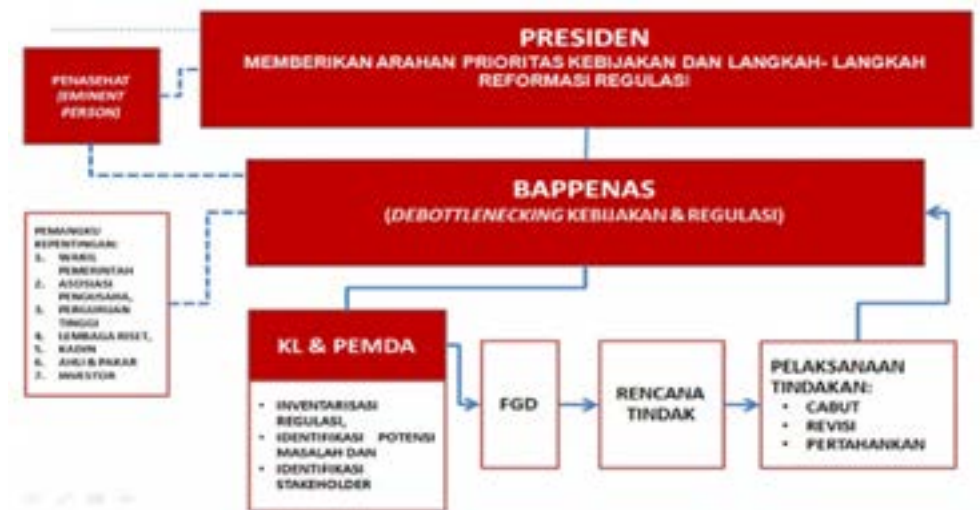 PRESIDEN
MEMBERIKAN ARAHAN PRIORITAS KEBIJAKAN DAN LANGKAH- LANGKAH
REFORMASI REGULASI
PENASEHAT
(EMINENT
PERSON)
BAPPENAS
(DEBOTTLENECKING KEBIJAKAN & REGULASI)
PEMANGKU
KEPENTINGAN:
1. WAKIL
PEMERINTAH
2. ASOSIASI
PENGUSAHA,
3. PERGURUAN
TINGGI
4. LEMBAGA RISET,
5. KADIN
6. AHLI & PAKAR
7. INVESTOR
KL & PEMDA
• INVENTARISASI
REGULASI,
• IDENTIFIKASI POTENSI
MASALAH DAN
• IDENTIFIKASI
STAKEHOLDER
FGD
RENCANA
TINDAK
PELAKSANAAN
TINDAKAN:
• CABUT
• REVISI
• PERTAHANKAN